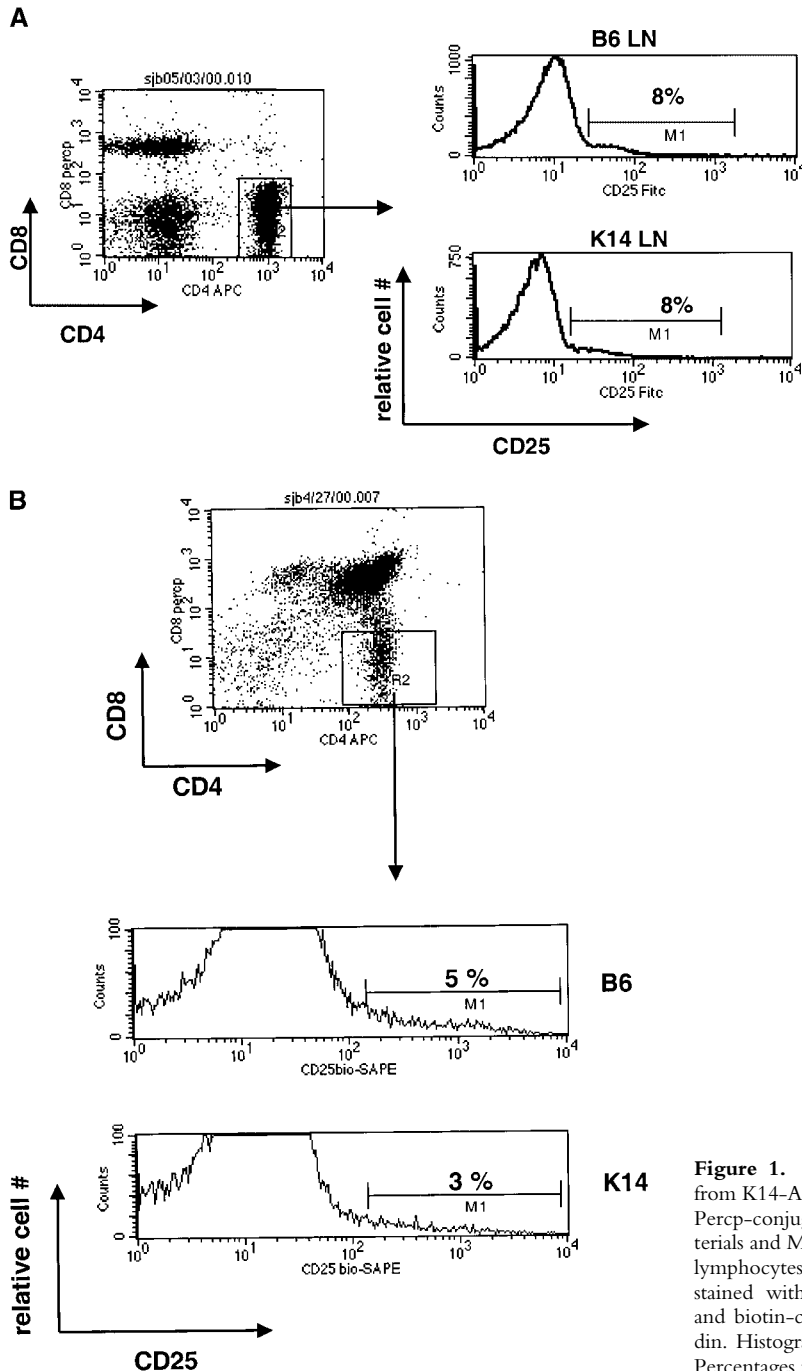 A
sjb05/03/00.010
10^4
10^3
10^2
10^1
10^0
CD8 percp
10^0 10^1 10^2 10^3 10^4
CD4 APC
CD8
CD4
B6 LN
1000
0
Counts
8%
M1
10^0 10^1 10^2 10^3 10^4
CD25 Fitc
K14 LN
750
0
Counts
8%
M1
10^0 10^1 10^2 10^3 10^4
CD25 Fitc
relative cell #
CD25
B
sjb4/27/00.007
10^4
10^3
10^2
10^1
10^0
CD8 percp
R2
10^0 10^1 10^2 10^3 10^4
CD4 APC
CD8
CD4
100
0
Counts
5 %
M1
10^0 10^1 10^2 10^3 10^4
CD25bio-SAPE
B6
100
0
Counts
3 %
M1
10^0 10^1 10^2 10^3 10^4
CD25 bio-SAPE
K14
relative cell #
CD25
Figure 1.
from K14-A
Percp-conju
terials and M
lymphocytes
stained with
and biotin-c
din. Histogr
Percentages